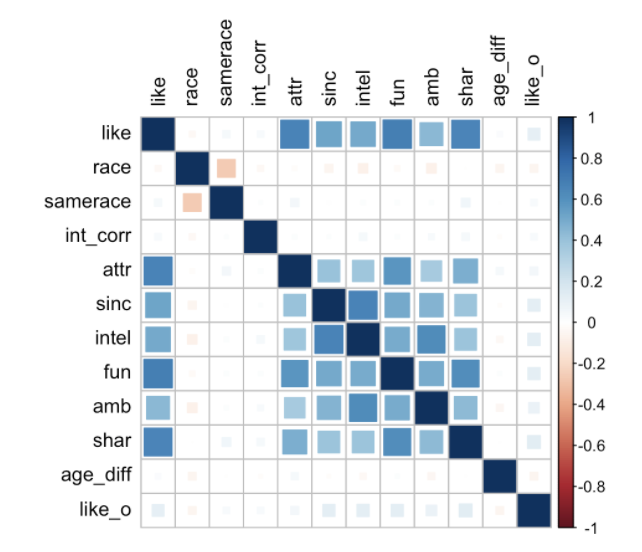 like race samerace int_corr attr sinc intel fun amb shar age_diff like_o
like
race
samerace
int_corr
attr
sinc
intel
fun
amb
shar
age_diff
like_o
1
0.8
0.6
0.4
0.2
0
-0.2
-0.4
-0.6
-0.8
-1